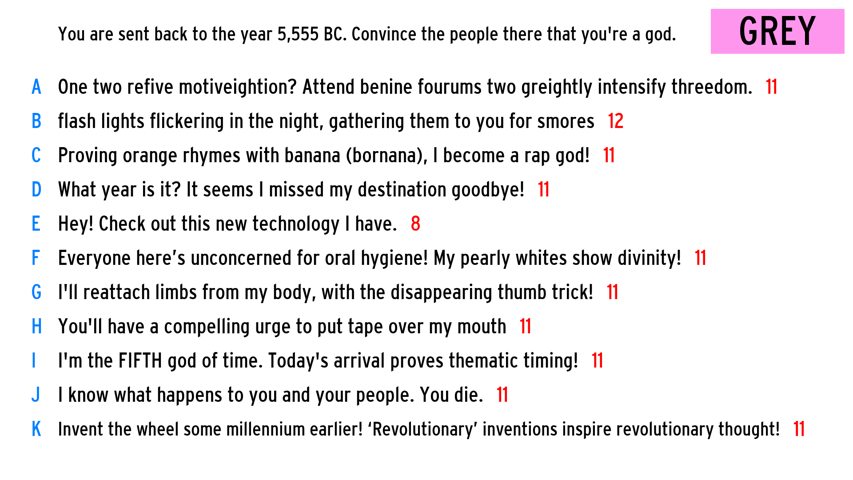 You are sent back to the year 5,555 BC. Convince the people there that you're a god.
GREY
A One two refive motiveightion? Attend benine fourums two greightly intensify threedom. 11
B flash lights flickering in the night, gathering them to you for smores 12
C Proving orange rhymes with banana (bornana), I become a rap god! 11
D What year is it? It seems I missed my destination goodbye! 11
E Hey! Check out this new technology I have. 8
F Everyone here’s unconcerned for oral hygiene! My pearly whites show divinity! 11
G I'll reattach limbs from my body, with the disappearing thumb trick! 11
H You'll have a compelling urge to put tape over my mouth 11
I I'm the FIFTH god of time. Today's arrival proves thematic timing! 11
J I know what happens to you and your people. You die. 11
K Invent the wheel some millennium earlier! ‘Revolutionary’ inventions inspire revolutionary thought! 11